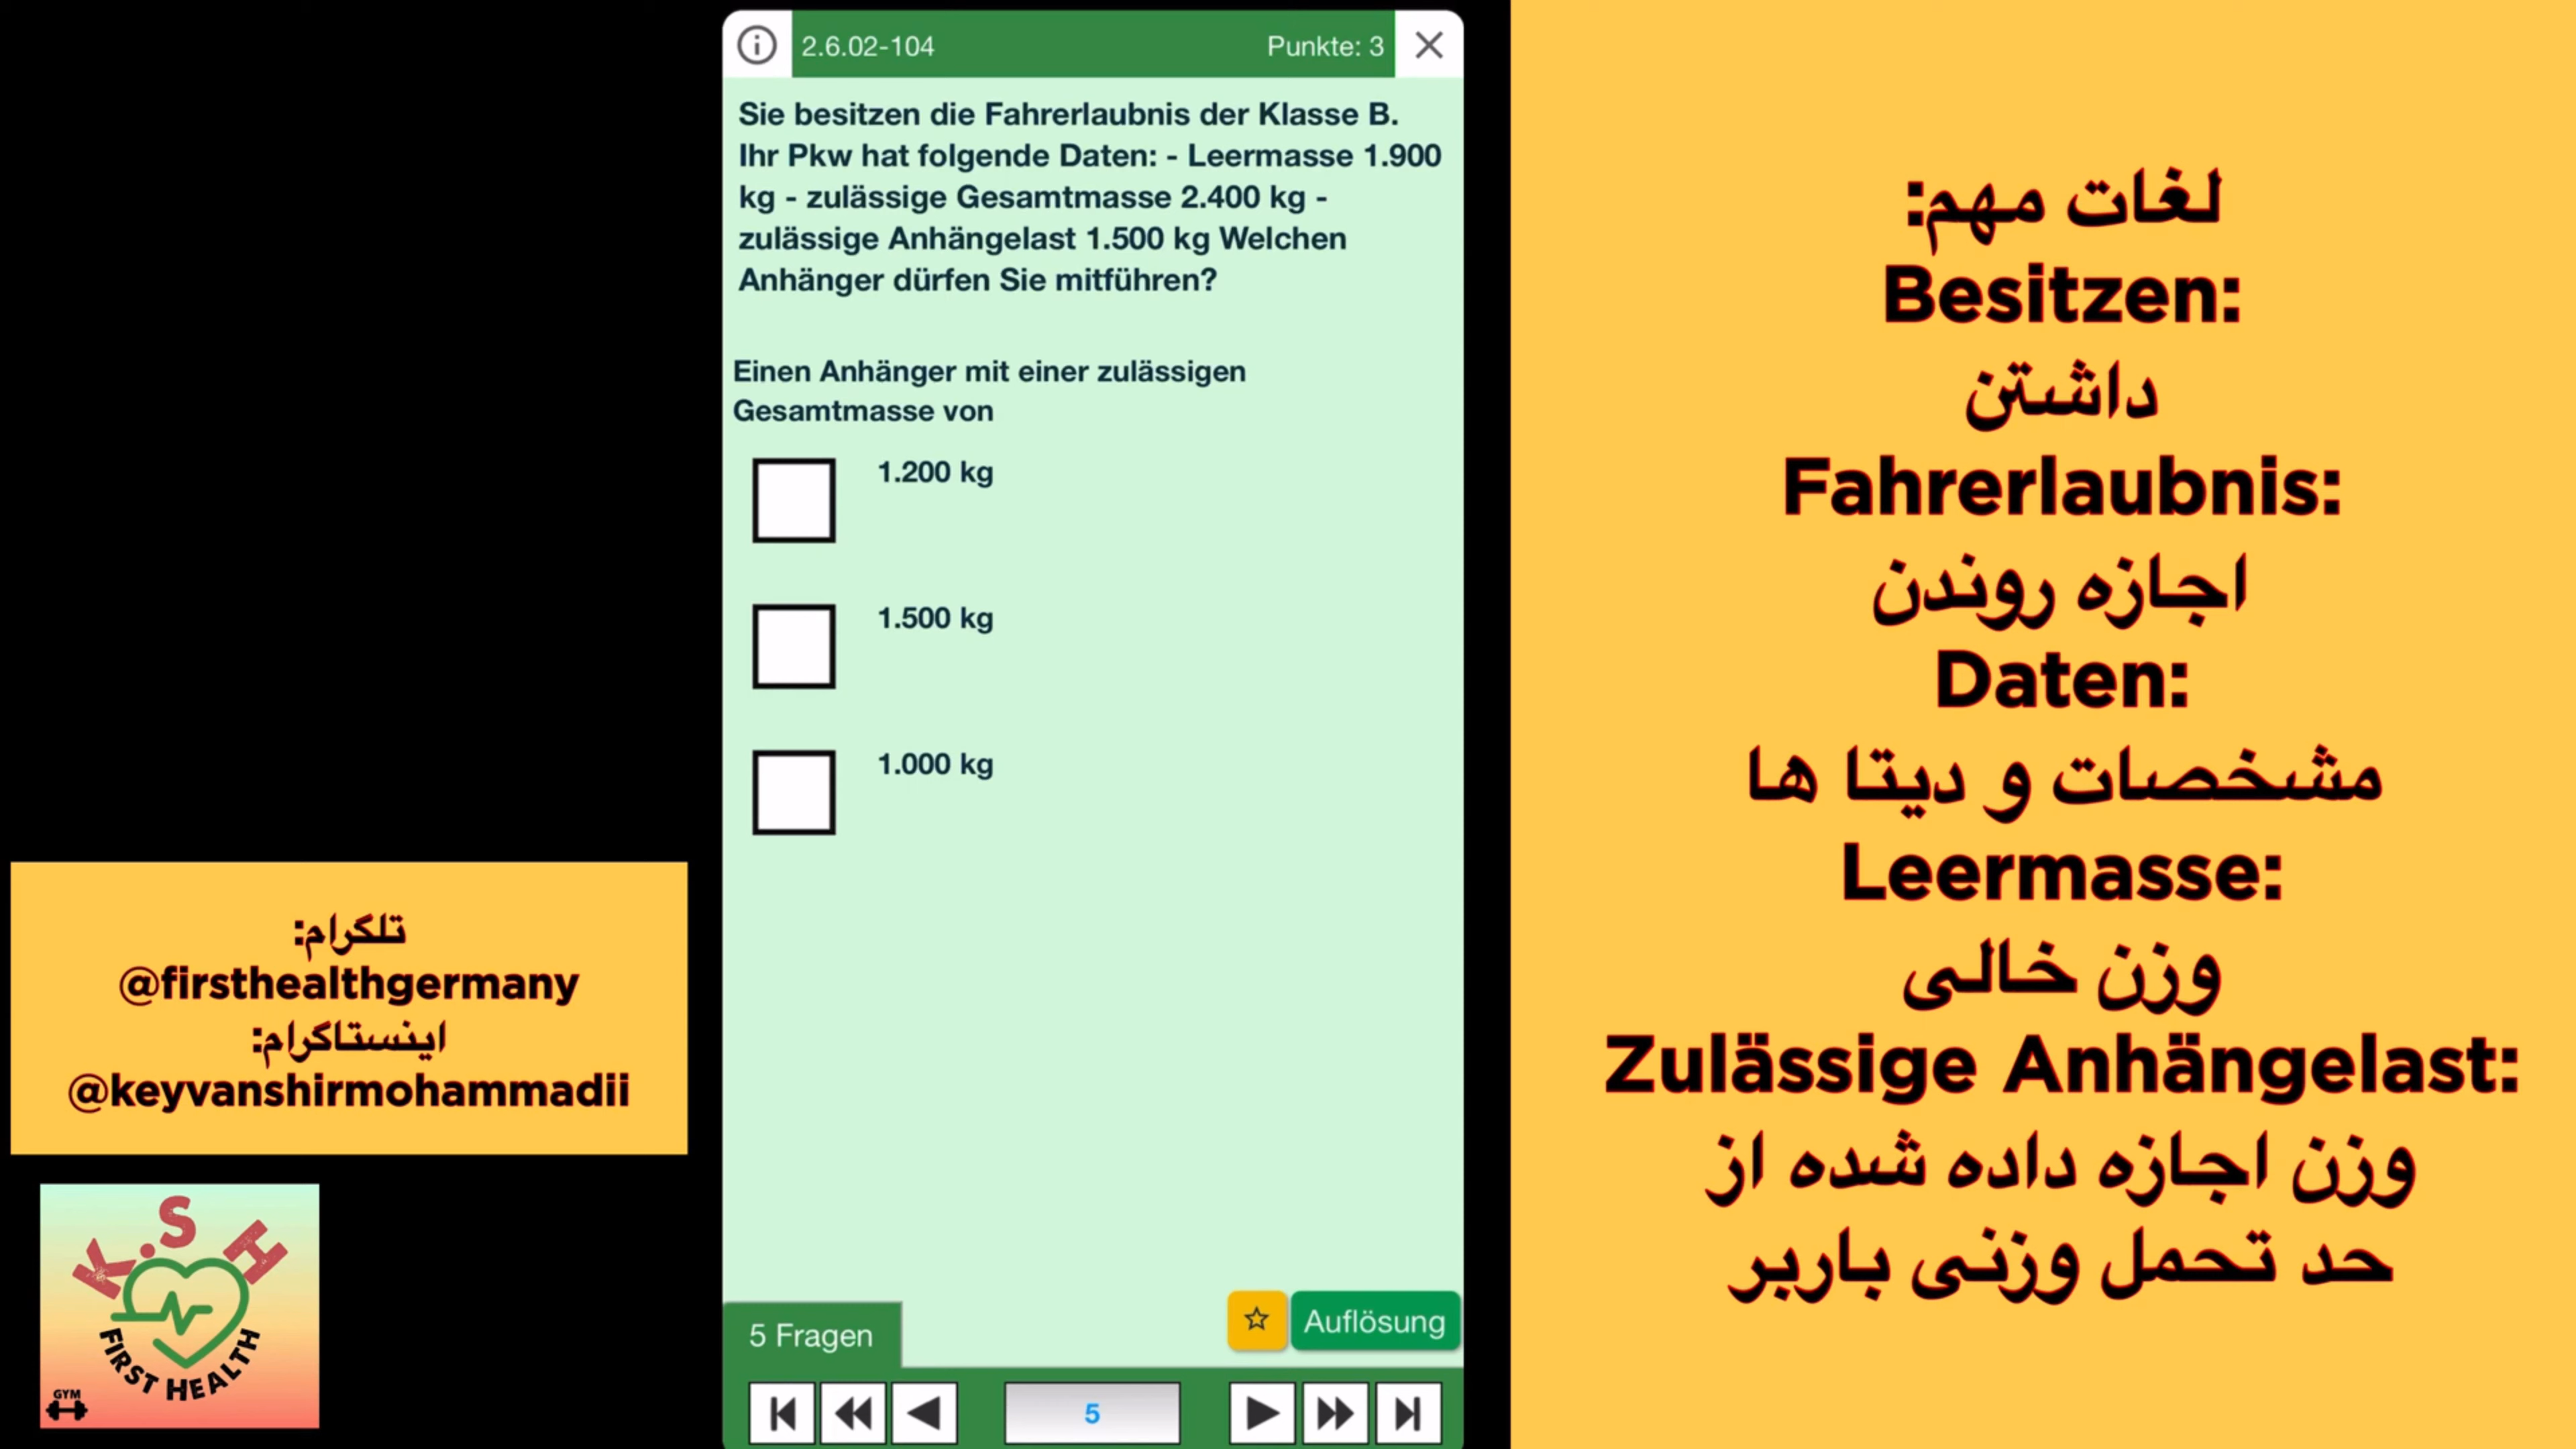 2.6.02-104
Punkte: 3
Sie besitzen die Fahrerlaubnis der Klasse B.
Ihr Pkw hat folgende Daten: - Leermasse 1.900
kg - zulässige Gesamtmasse 2.400 kg -
zulässige Anhängelast 1.500 kg Welchen
Anhänger dürfen Sie mitführen?
Einen Anhänger mit einer zulässigen
Gesamtmasse von
1.200 kg
1.500 kg
1.000 kg
5 Fragen
Auflösung
5
لغات مهم:
Besitzen:
داشتن
Fahrerlaubnis:
اجازه روندن
Daten:
مشخصات و دیتا ها
Leermasse:
وزن خالی
Zulässige Anhängelast:
وزن اجازه داده شده از
حد تحمل وزنی باربر
تلگرام:
@firsthealthgermany
اینستاگرام:
@keyvanshirmohammadii
K.SH
FIRST HEALTH
GYM